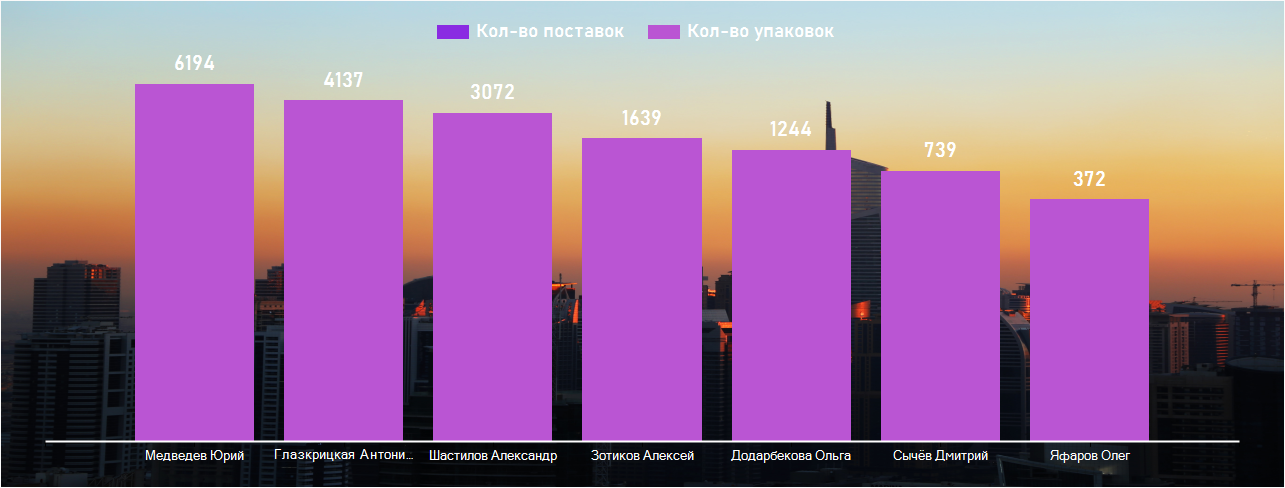 Кол-во поставок Кол-во упаковок
6194
4137
3072
1639
1244
739
372
Медведев Юрий
Глазкрицкая Антони...
Шастилов Александр
Зотиков Алексей
Додарбекова Ольга
Сычёв Дмитрий
Яфаров Олег